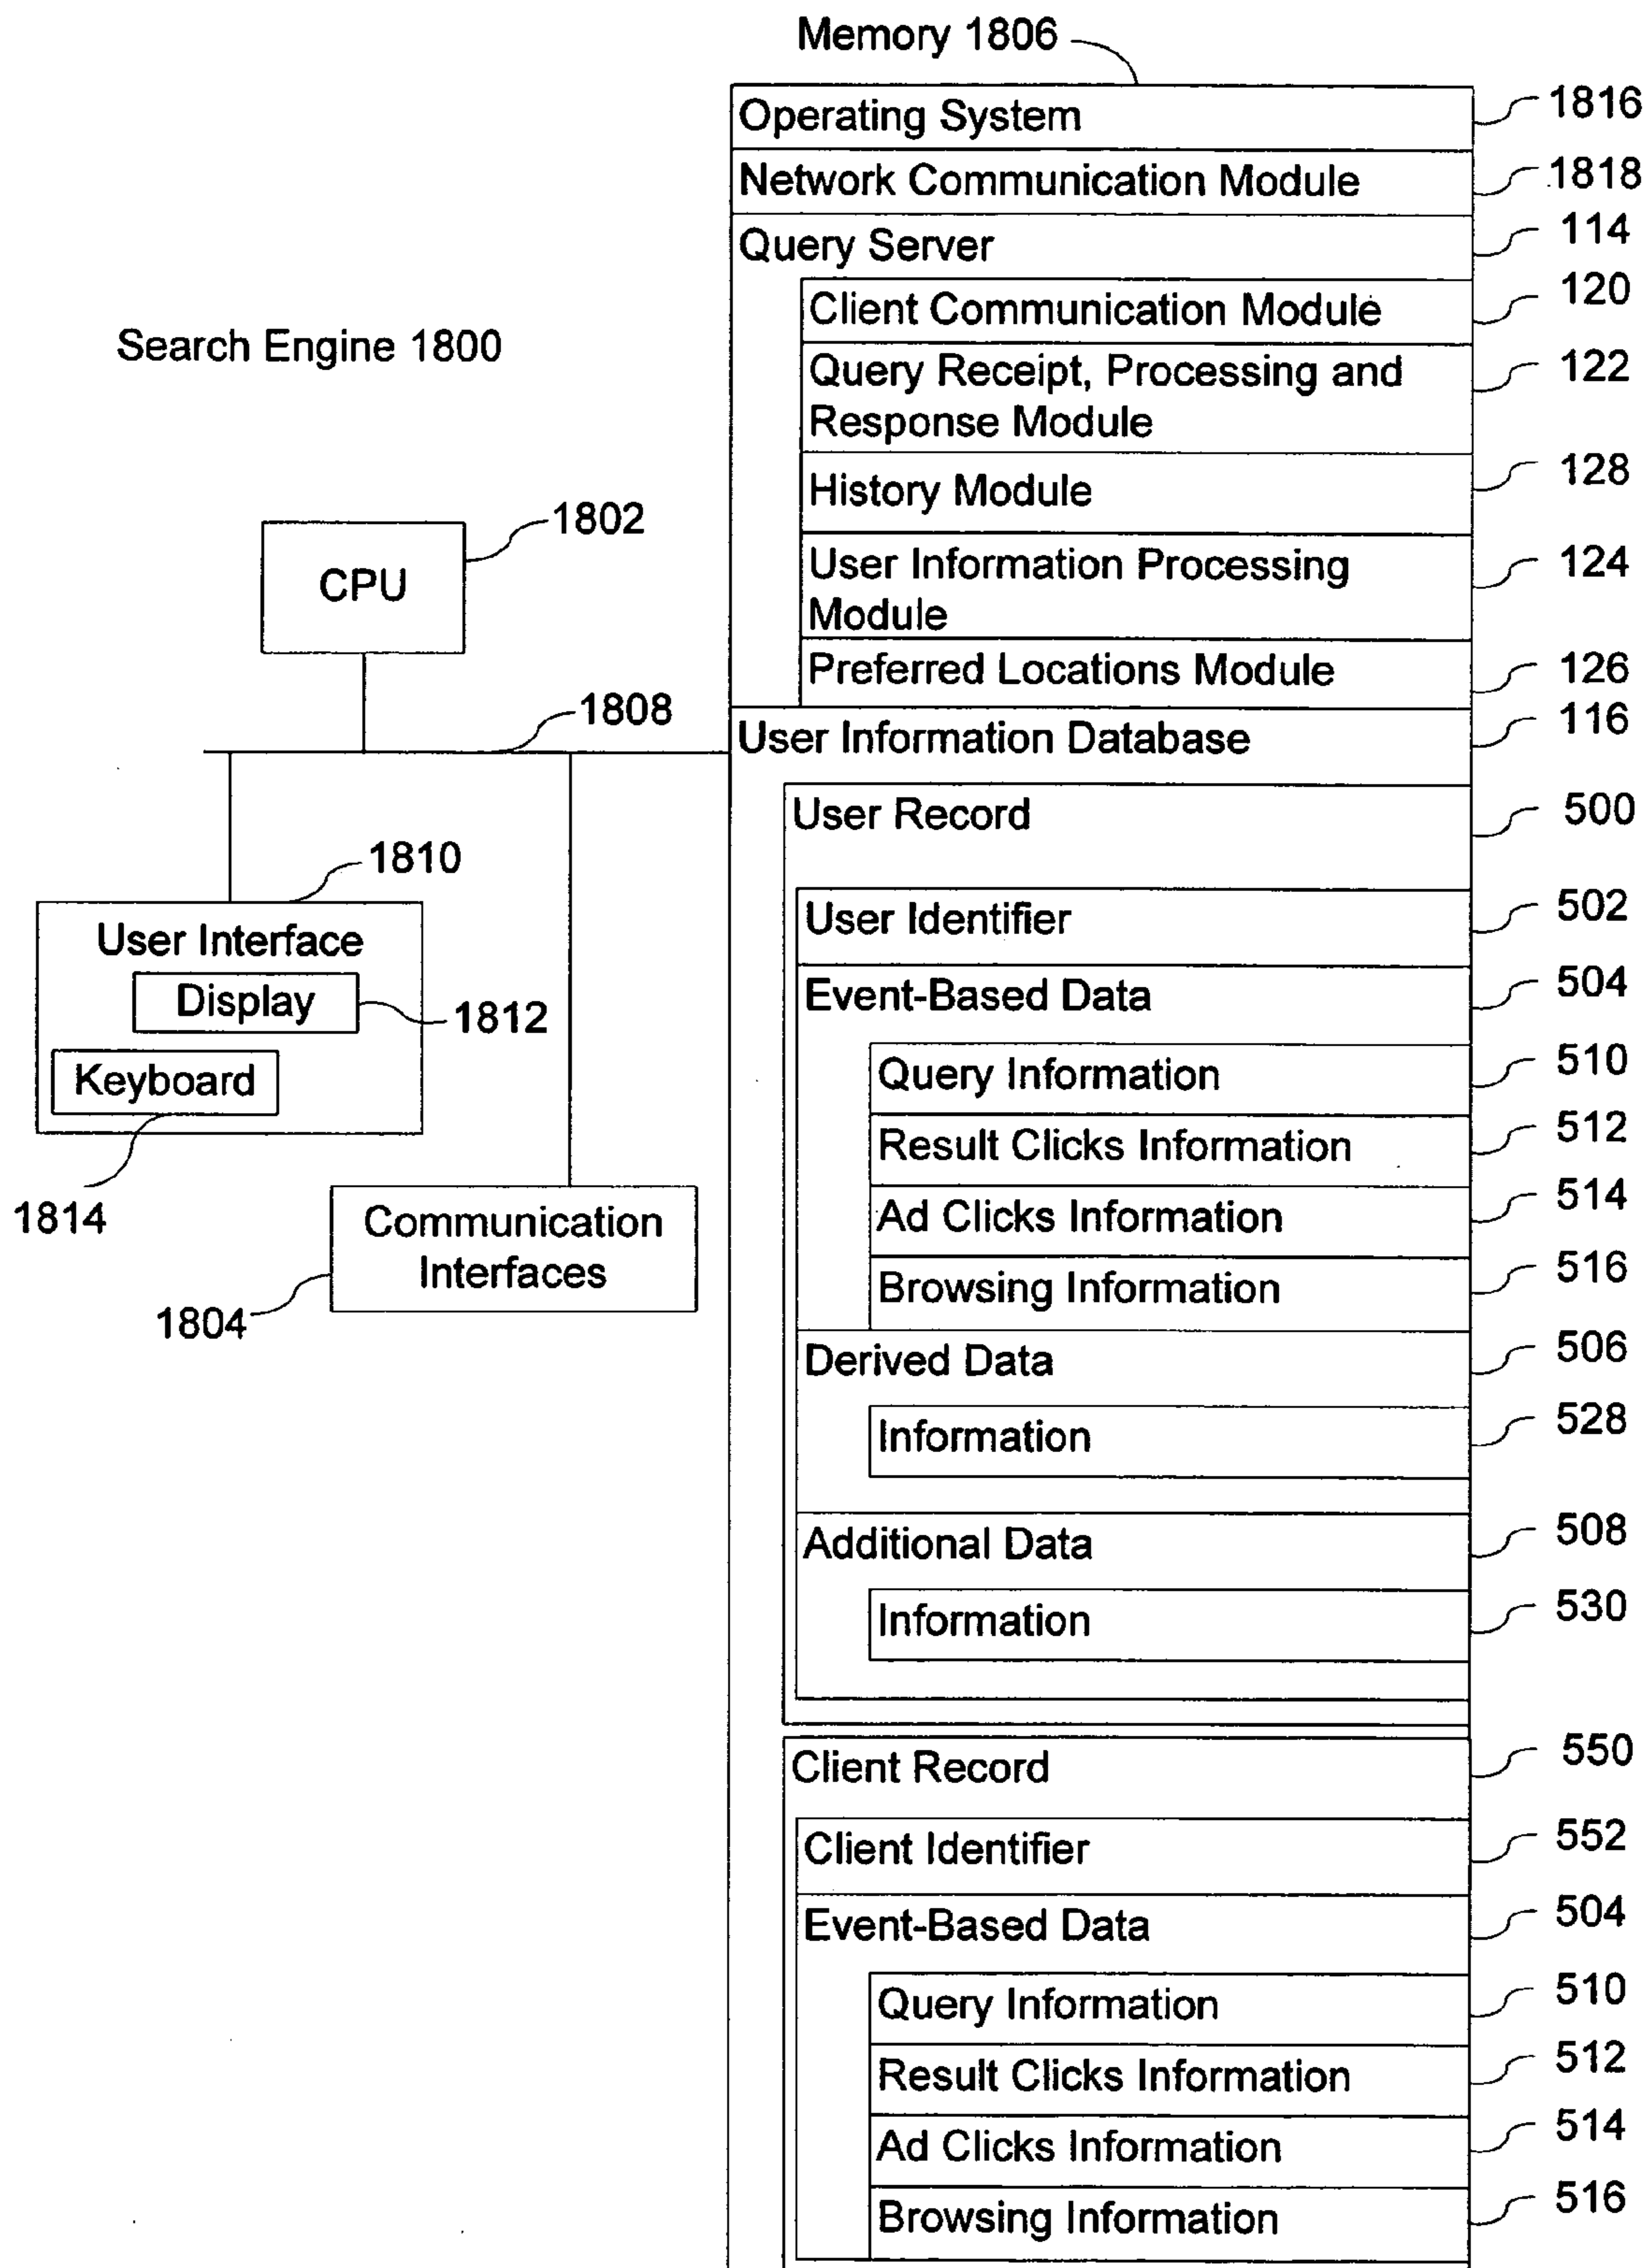 Memory 1806
Operating System 1816
Network Communication Module 1818
Query Server 114
Client Communication Module 120
Query Receipt, Processing and 122
Response Module
History Module 128
User Information Processing 124
Module
Preferred Locations Module 126
User Information Database 116
User Record 500
User Identifier 502
Event-Based Data 504
Query Information 510
Result Clicks Information 512
Ad Clicks Information 514
Browsing Information 516
Derived Data 506
Information 528
Additional Data 508
Information 530
Client Record 550
Client Identifier 552
Event-Based Data 504
Query Information 510
Result Clicks Information 512
Ad Clicks Information 514
Browsing Information 516
Search Engine 1800
1802
CPU
1808
1810
User Interface
Display
1812
Keyboard
1814
Communication
Interfaces
1804